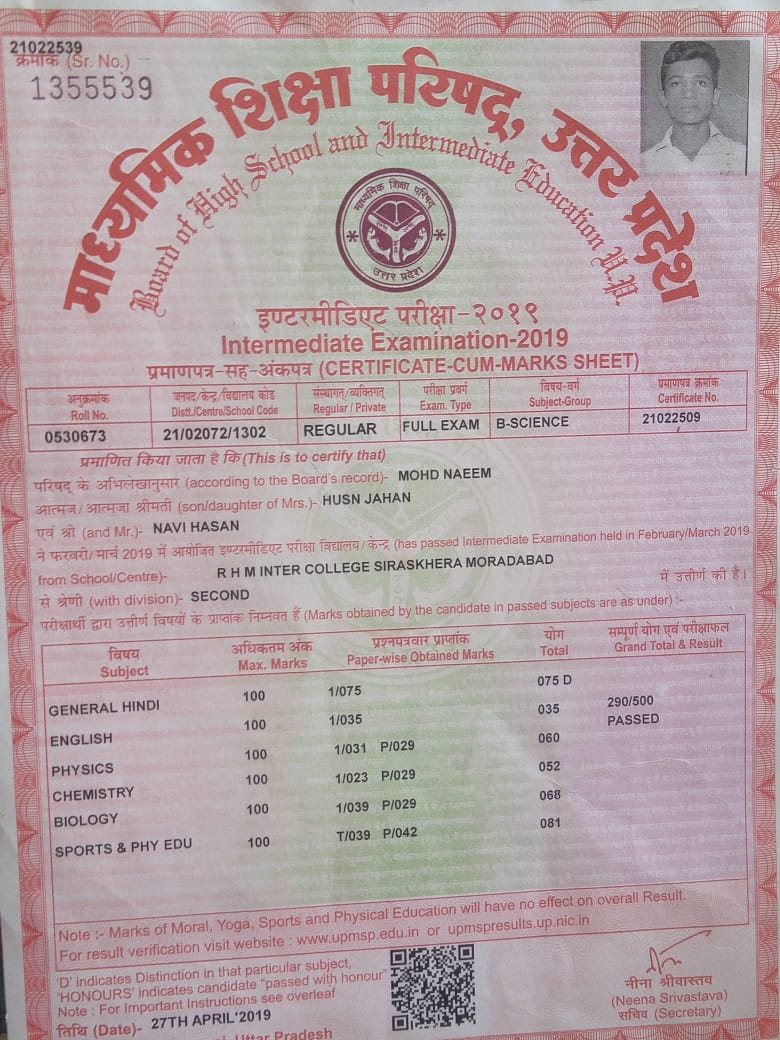 21022539
क्रमांक (Sr. No.)
1355539
माध्यमिक शिक्षा परिषद्, उत्तर प्रदेश
Board of High School and Intermediate Education U.P.
माध्यमिक शिक्षा परिषद्
उत्तर प्रदेश
इण्टरमीडिएट परीक्षा-२०१९
Intermediate Examination-2019
प्रमाणपत्र-सह-अंकपत्र (CERTIFICATE-CUM-MARKS SHEET)
अनुक्रमांक जनपद/केन्द्र/विद्यालय कोड संस्थागत/व्यक्तिगत परीक्षा प्रवर्ग विषय-वर्ग प्रमाणपत्र क्रमांक
Roll No. Distt./Centre/School Code Regular / Private Exam. Type Subject-Group Certificate No.
0530673 21/02072/1302 REGULAR FULL EXAM B-SCIENCE 21022509
प्रमाणित किया जाता है कि (This is to certify that)
परिषद् के अभिलेखानुसार (according to the Board's record)- MOHD NAEEM
आत्मज/आत्मजा श्रीमती (son/daughter of Mrs.)- HUSN JAHAN
एवं श्री (and Mr.)- NAVI HASAN
ने फरवरी/मार्च 2019 में आयोजित इण्टरमीडिएट परीक्षा विद्यालय/केन्द्र (has passed Intermediate Examination held in February/March 2019
from School/Centre)- R H M INTER COLLEGE SIRASKHERA MORADABAD में उत्तीर्ण की है।
से श्रेणी (with division)- SECOND
परीक्षार्थी द्वारा उत्तीर्ण विषयों के प्राप्तांक निम्नवत हैं (Marks obtained by the candidate in passed subjects are as under) :-
विषय अधिकतम अंक प्रश्नपत्रवार प्राप्तांक योग सम्पूर्ण योग एवं परीक्षाफल
Subject Max. Marks Paper-wise Obtained Marks Total Grand Total & Result
GENERAL HINDI 100 1/075 075 D
ENGLISH 100 1/035 035 290/500
PASSED
PHYSICS 100 1/031 P/029 060
CHEMISTRY 100 1/023 P/029 052
BIOLOGY 100 1/039 P/029 068
SPORTS & PHY EDU 100 T/039 P/042 081
Note :- Marks of Moral, Yoga, Sports and Physical Education will have no effect on overall Result.
For result verification visit website : www.upmsp.edu.in or upmspresults.up.nic.in
'D' indicates Distinction in that particular subject,
'HONOURS' indicates candidate "passed with honour"
Note : For Important Instructions see overleaf
तिथि (Date)- 27TH APRIL'2019
नीना श्रीवास्तव
(Neena Srivastava)
सचिव (Secretary)
Uttar Pradesh